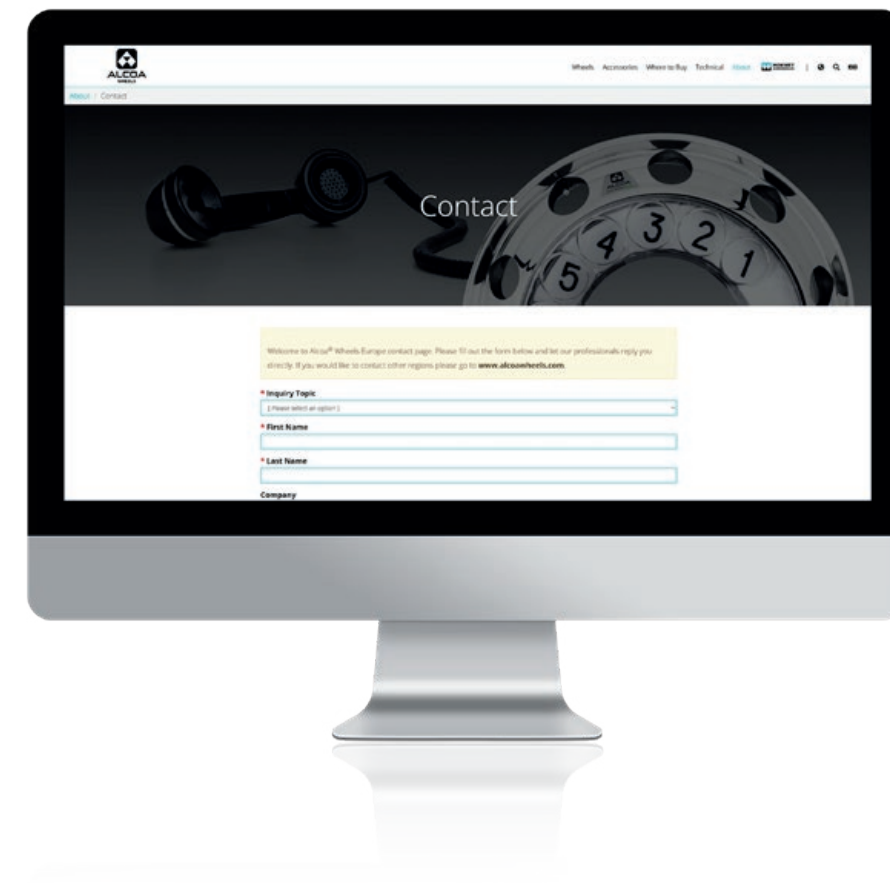 ALCOA
WHEELS
Wheels Accessories Where to Buy Technical About
About / Contact
Contact
ALCOA
5 4 3 2 1
Welcome to Alcoa® Wheels Europe contact page. Please fill out the form below and let our professionals reply you
directly. If you would like to contact other regions please go to www.alcoawheels.com.
* Inquiry Topic
[ Please select an option ]
* First Name
* Last Name
Company